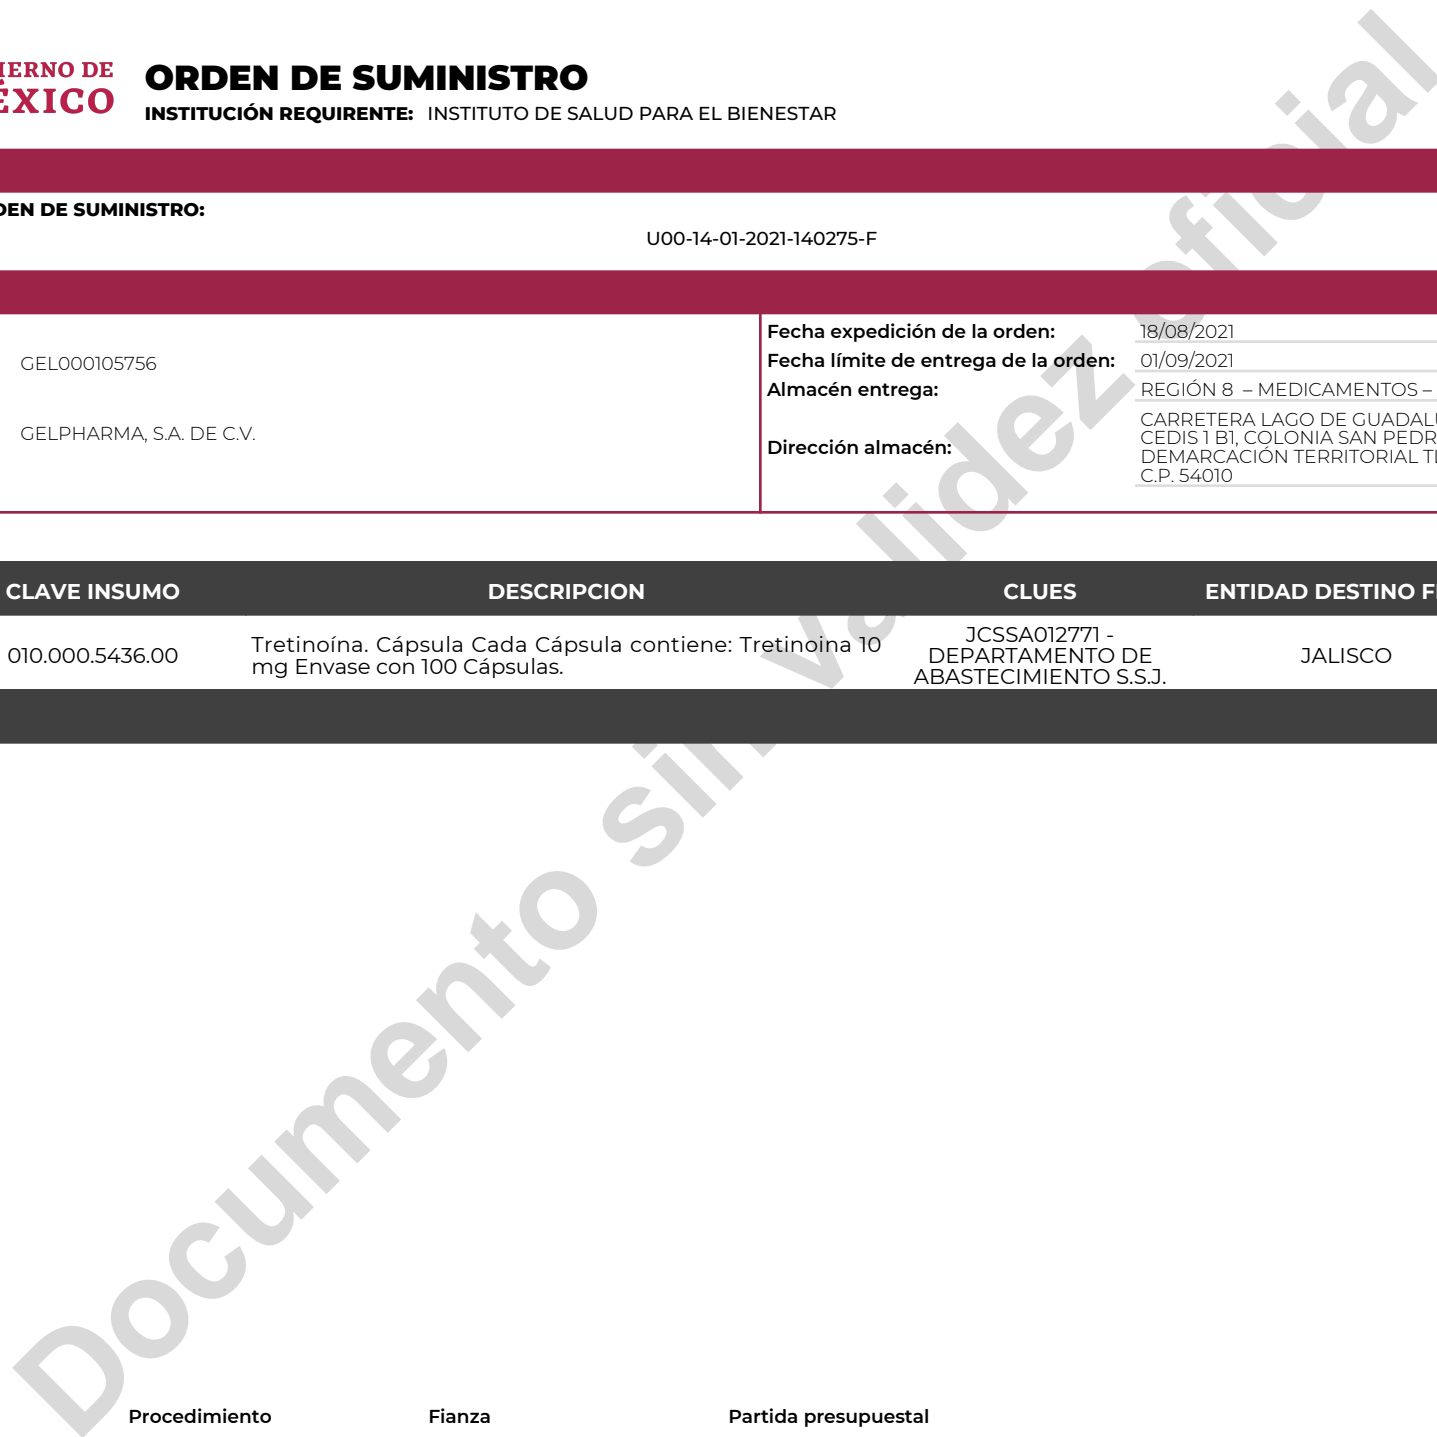 IERNO DE
ÉXICO
ORDEN DE SUMINISTRO
INSTITUCIÓN REQUIRENTE: INSTITUTO DE SALUD PARA EL BIENESTAR
DEN DE SUMINISTRO:
U00-14-01-2021-140275-F
GEL000105756
GELPHARMA, S.A. DE C.V.
Fecha expedición de la orden: 18/08/2021
Fecha límite de entrega de la orden: 01/09/2021
Almacén entrega: REGIÓN 8 – MEDICAMENTOS –
Dirección almacén:
CARRETERA LAGO DE GUADALU
CEDIS 1 B1, COLONIA SAN PEDR
DEMARCACIÓN TERRITORIAL TL
C.P. 54010
CLAVE INSUMO DESCRIPCION CLUES ENTIDAD DESTINO FI
010.000.5436.00
Tretinoína. Cápsula Cada Cápsula contiene: Tretinoina 10
mg Envase con 100 Cápsulas.
JCSSA012771 -
DEPARTAMENTO DE
ABASTECIMIENTO S.S.J.
JALISCO
Documento sin validez oficial
Procedimiento Fianza Partida presupuestal